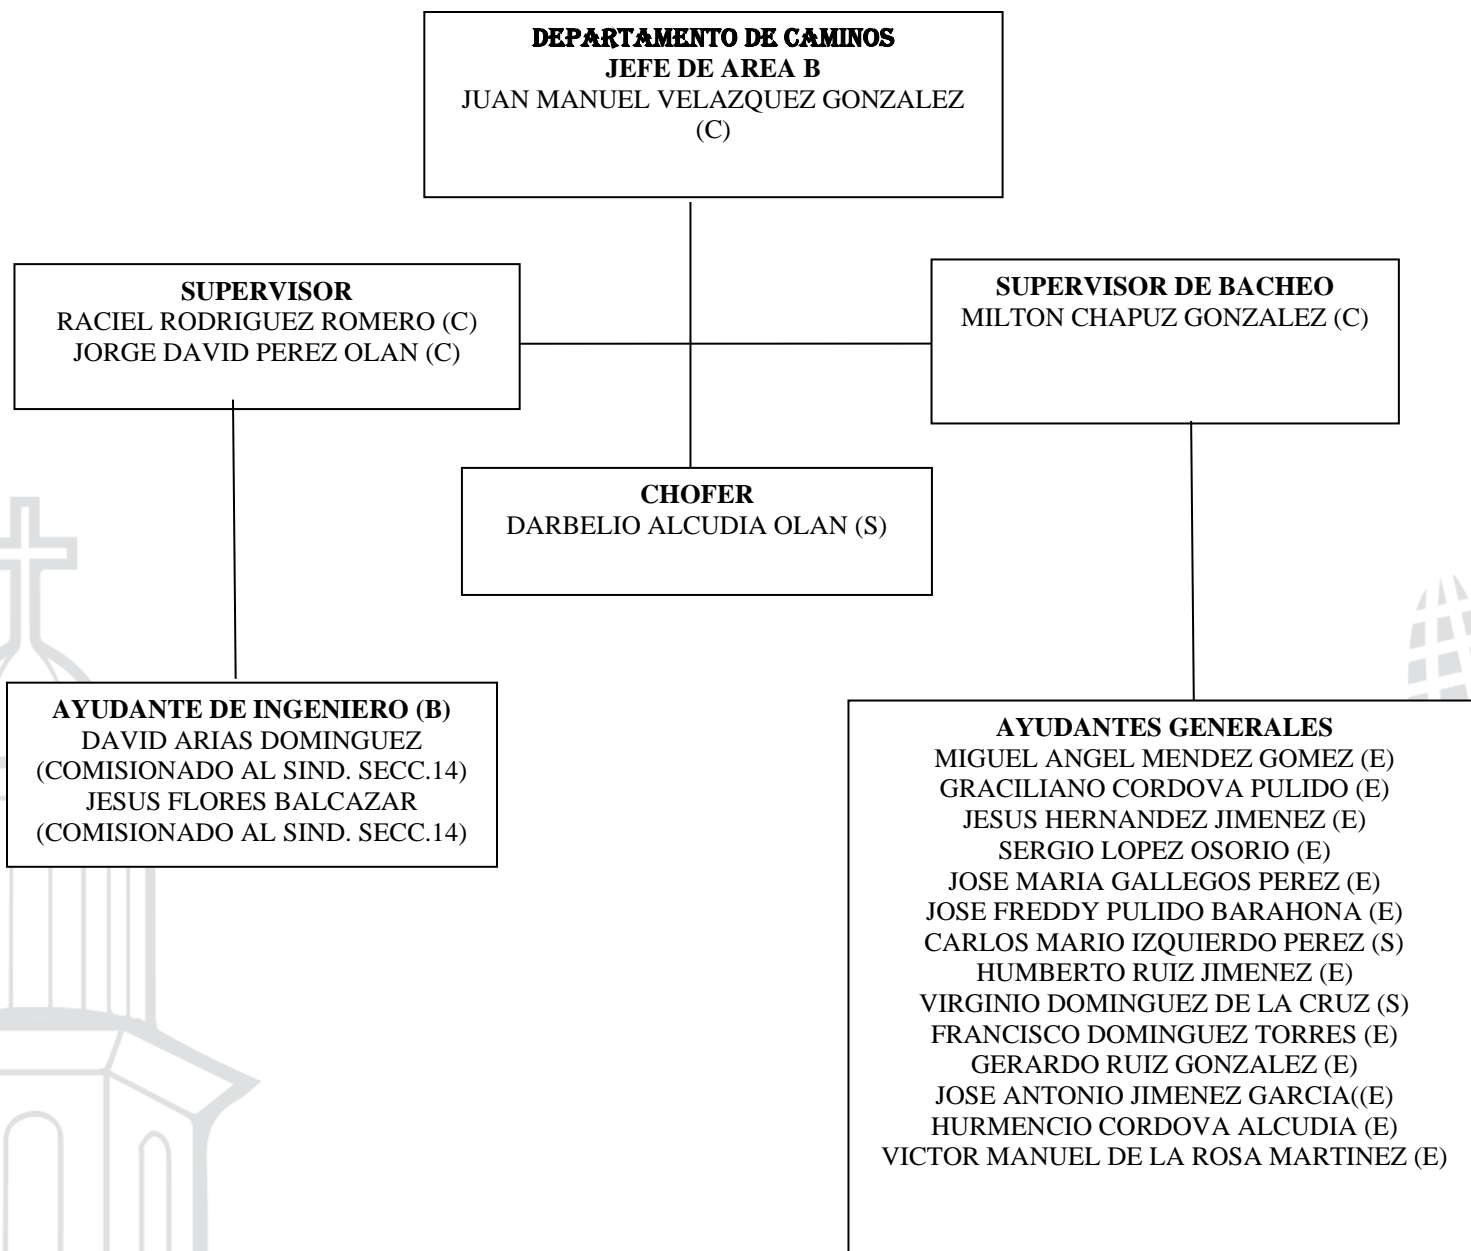 DEPARTAMENTO DE CAMINOS
JEFE DE AREA B
JUAN MANUEL VELAZQUEZ GONZALEZ
(C)
SUPERVISOR
RACIEL RODRIGUEZ ROMERO (C)
JORGE DAVID PEREZ OLAN (C)
SUPERVISOR DE BACHEO
MILTON CHAPUZ GONZALEZ (C)
CHOFER
DARBELIO ALCUDIA OLAN (S)
AYUDANTE DE INGENIERO (B)
DAVID ARIAS DOMINGUEZ
(COMISIONADO AL SIND. SECC.14)
JESUS FLORES BALCAZAR
(COMISIONADO AL SIND. SECC.14)
AYUDANTES GENERALES
MIGUEL ANGEL MENDEZ GOMEZ (E)
GRACILIANO CORDOVA PULIDO (E)
JESUS HERNANDEZ JIMENEZ (E)
SERGIO LOPEZ OSORIO (E)
JOSE MARIA GALLEGOS PEREZ (E)
JOSE FREDDY PULIDO BARAHONA (E)
CARLOS MARIO IZQUIERDO PEREZ (S)
HUMBERTO RUIZ JIMENEZ (E)
VIRGINIO DOMINGUEZ DE LA CRUZ (S)
FRANCISCO DOMINGUEZ TORRES (E)
GERARDO RUIZ GONZALEZ (E)
JOSE ANTONIO JIMENEZ GARCIA((E)
HURMENCIO CORDOVA ALCUDIA (E)
VICTOR MANUEL DE LA ROSA MARTINEZ (E)